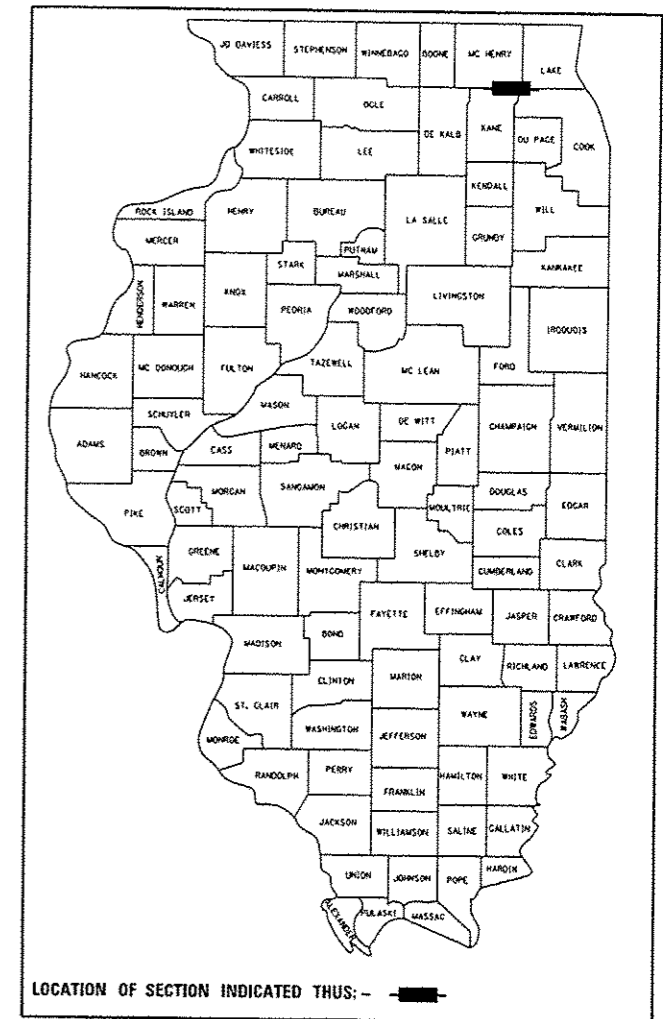 JO DAVIESS STEPHENSON WINNEBAGO BOONE MC HENRY LAKE
CARROLL OGLE DE KALB KANE DU PAGE COOK
WHITESIDE LEE KENDALL WILL
ROCK ISLAND HENRY BUREAU LA SALLE GRUNDY
MERCER PUTNAM KANKAKEE
STARK MARSHALL
HENDERSON WARREN KNOX PEORIA WOODFORD LIVINGSTON IROQUOIS
HANCOCK MC DONOUGH FULTON TAZEWELL MC LEAN FORD
SCHUYLER MASON LOGAN DE WITT CHAMPAIGN VERMILION
ADAMS BROWN CASS MENARD MACON PIATT
PIKE SCOTT MORGAN SANGAMON CHRISTIAN MOULTRIE DOUGLAS EDGAR
COLES
CALHOUN GREENE MACOUPIN MONTGOMERY SHELBY CUMBERLAND CLARK
JERSEY
MADISON BOND FAYETTE EFFINGHAM JASPER CRAWFORD
CLINTON MARION CLAY RICHLAND LAWRENCE
ST. CLAIR WASHINGTON JEFFERSON WAYNE EDWARDS WABASH
MONROE
RANDOLPH PERRY FRANKLIN HAMILTON WHITE
JACKSON WILLIAMSON SALINE GALLATIN
UNION JOHNSON POPE HARDIN
ALEXANDER PULASKI MASSAC
LOCATION OF SECTION INDICATED THUS: -